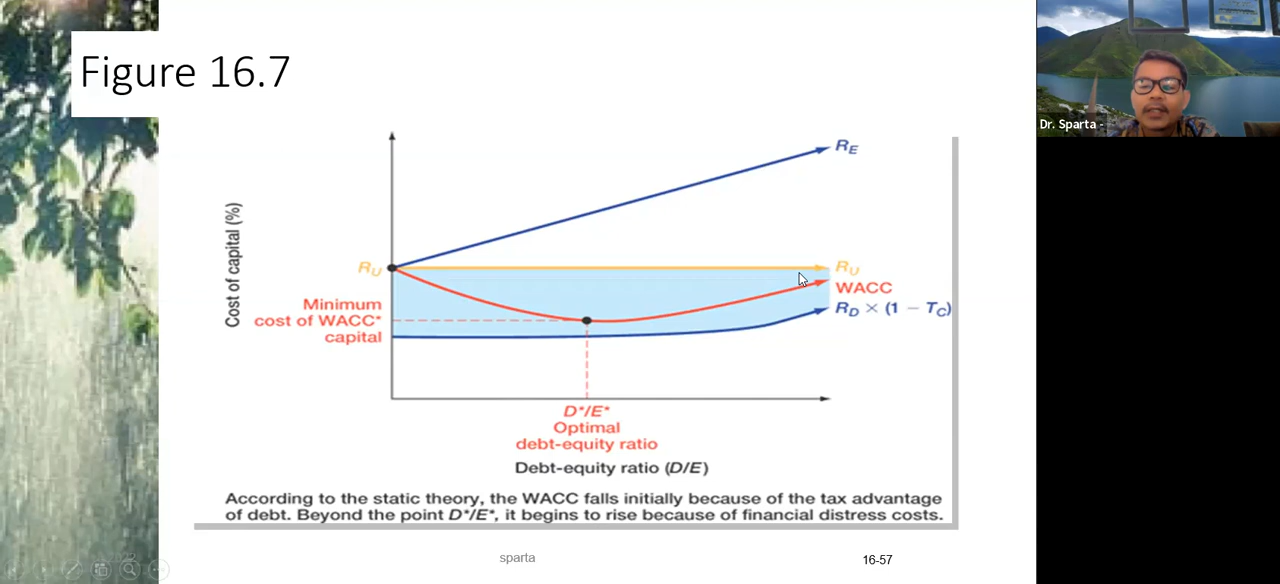 Figure 16.7
Dr. Sparta -
R_E
Cost of capital (%)
R_U
R_U
WACC
R_D × (1 − T_C)
Minimum
cost of WACC*
capital
D*/E*
Optimal
debt-equity ratio
Debt-equity ratio (D/E)
According to the static theory, the WACC falls initially because of the tax advantage
of debt. Beyond the point D*/E*, it begins to rise because of financial distress costs.
sparta
16-57